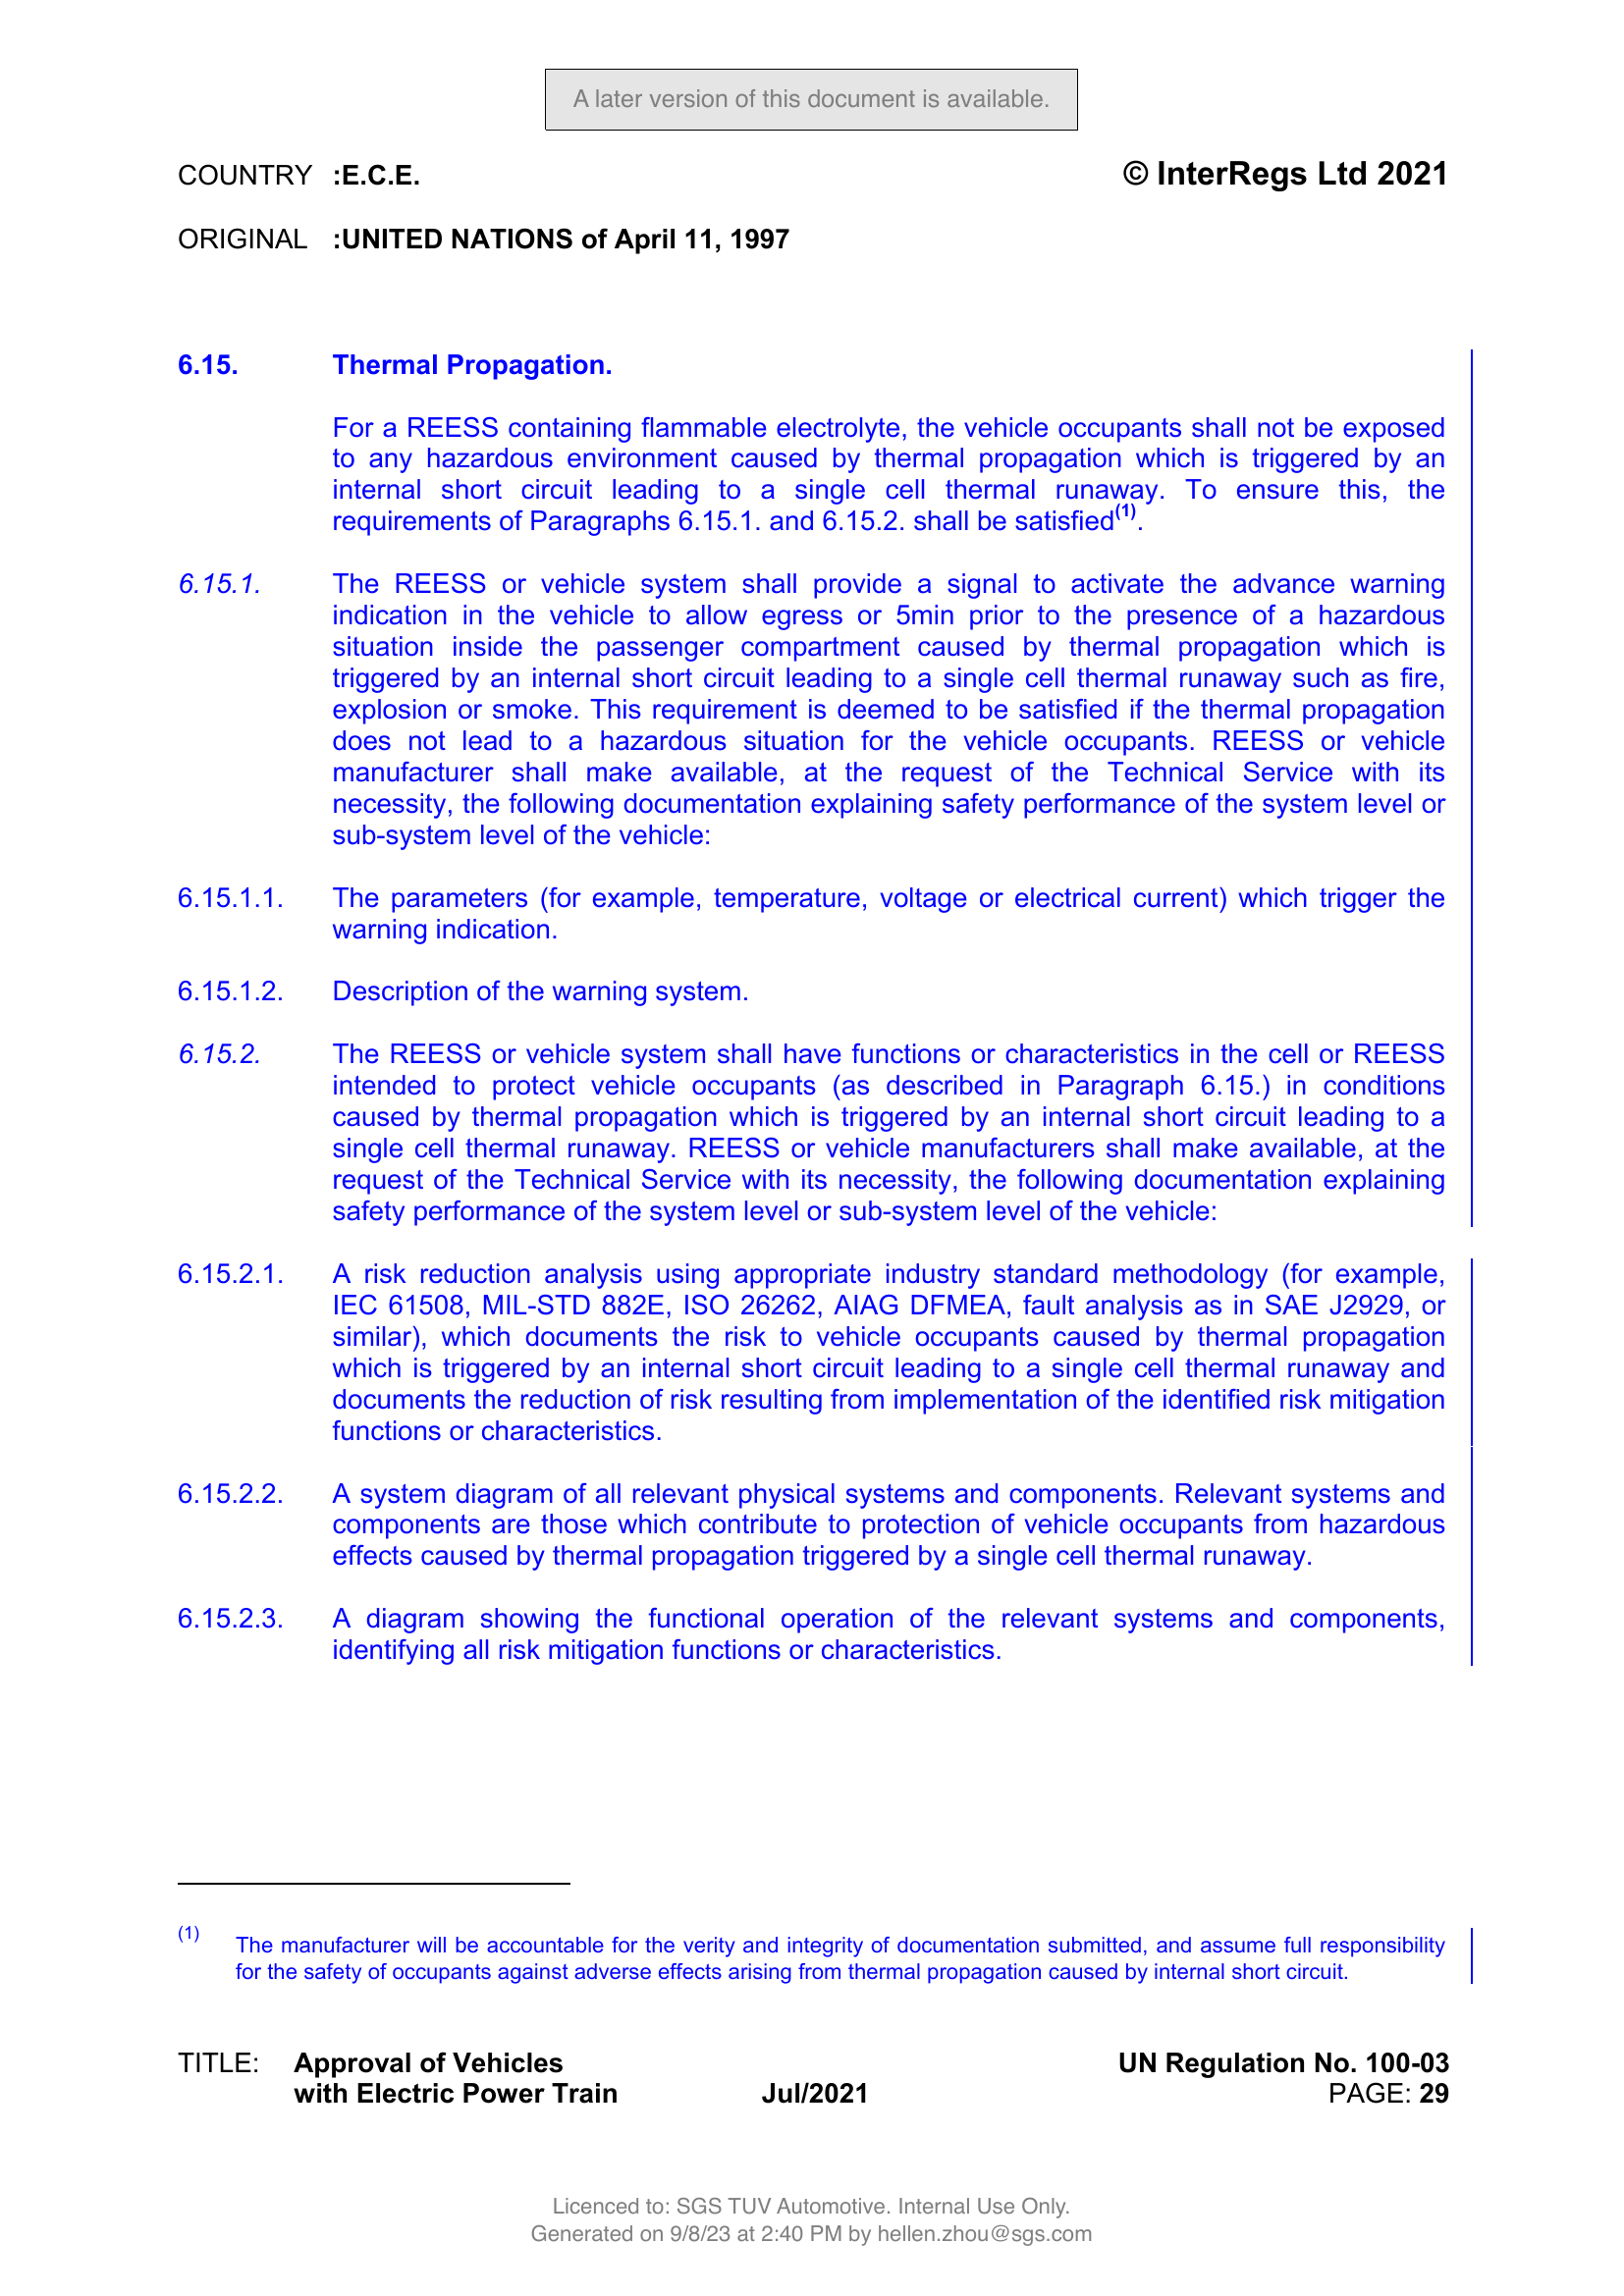 A later version of this document is available.
COUNTRY :E.C.E. © InterRegs Ltd 2021
ORIGINAL :UNITED NATIONS of April 11, 1997
6.15. Thermal Propagation.
For a REESS containing flammable electrolyte, the vehicle occupants shall not be exposed
to any hazardous environment caused by thermal propagation which is triggered by an
internal short circuit leading to a single cell thermal runaway. To ensure this, the
requirements of Paragraphs 6.15.1. and 6.15.2. shall be satisfied(1).
6.15.1. The REESS or vehicle system shall provide a signal to activate the advance warning
indication in the vehicle to allow egress or 5min prior to the presence of a hazardous
situation inside the passenger compartment caused by thermal propagation which is
triggered by an internal short circuit leading to a single cell thermal runaway such as fire,
explosion or smoke. This requirement is deemed to be satisfied if the thermal propagation
does not lead to a hazardous situation for the vehicle occupants. REESS or vehicle
manufacturer shall make available, at the request of the Technical Service with its
necessity, the following documentation explaining safety performance of the system level or
sub-system level of the vehicle:
6.15.1.1. The parameters (for example, temperature, voltage or electrical current) which trigger the
warning indication.
6.15.1.2. Description of the warning system.
6.15.2. The REESS or vehicle system shall have functions or characteristics in the cell or REESS
intended to protect vehicle occupants (as described in Paragraph 6.15.) in conditions
caused by thermal propagation which is triggered by an internal short circuit leading to a
single cell thermal runaway. REESS or vehicle manufacturers shall make available, at the
request of the Technical Service with its necessity, the following documentation explaining
safety performance of the system level or sub-system level of the vehicle:
6.15.2.1. A risk reduction analysis using appropriate industry standard methodology (for example,
IEC 61508, MIL-STD 882E, ISO 26262, AIAG DFMEA, fault analysis as in SAE J2929, or
similar), which documents the risk to vehicle occupants caused by thermal propagation
which is triggered by an internal short circuit leading to a single cell thermal runaway and
documents the reduction of risk resulting from implementation of the identified risk mitigation
functions or characteristics.
6.15.2.2. A system diagram of all relevant physical systems and components. Relevant systems and
components are those which contribute to protection of vehicle occupants from hazardous
effects caused by thermal propagation triggered by a single cell thermal runaway.
6.15.2.3. A diagram showing the functional operation of the relevant systems and components,
identifying all risk mitigation functions or characteristics.
(1) The manufacturer will be accountable for the verity and integrity of documentation submitted, and assume full responsibility
for the safety of occupants against adverse effects arising from thermal propagation caused by internal short circuit.
TITLE: Approval of Vehicles UN Regulation No. 100-03
with Electric Power Train Jul/2021 PAGE: 29
Licenced to: SGS TUV Automotive. Internal Use Only.
Generated on 9/8/23 at 2:40 PM by hellen.zhou@sgs.com